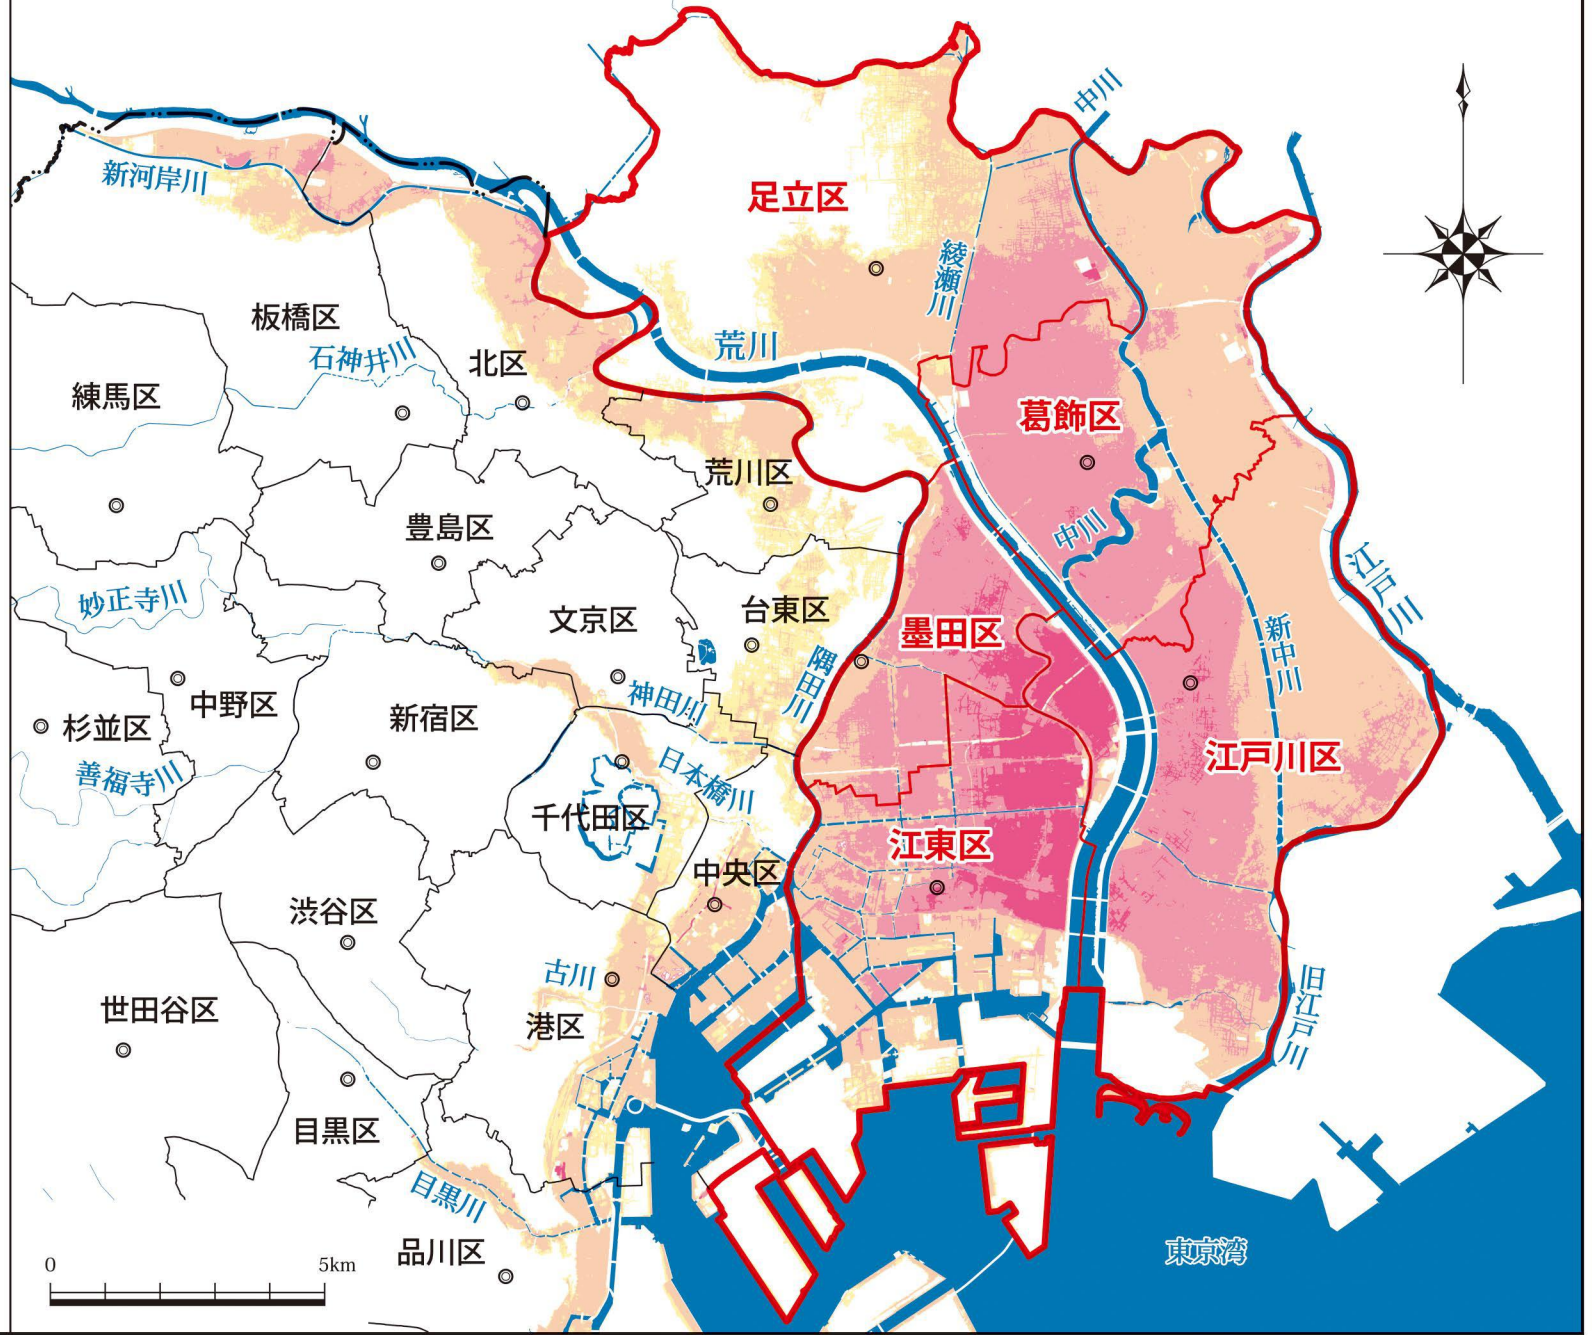 中川
新河岸川
足立区
綾瀬川
板橋区
石神井川
北区
荒川
練馬区
葛飾区
荒川区
豊島区
中川
妙正寺川
文京区
台東区
墨田区
江戸川
新中川
隅田川
中野区
神田川
杉並区
新宿区
善福寺川
日本橋川
江戸川区
千代田区
江東区
中央区
渋谷区
古川
世田谷区
港区
旧江戸川
目黒区
目黒川
品川区
東京湾
0 5km